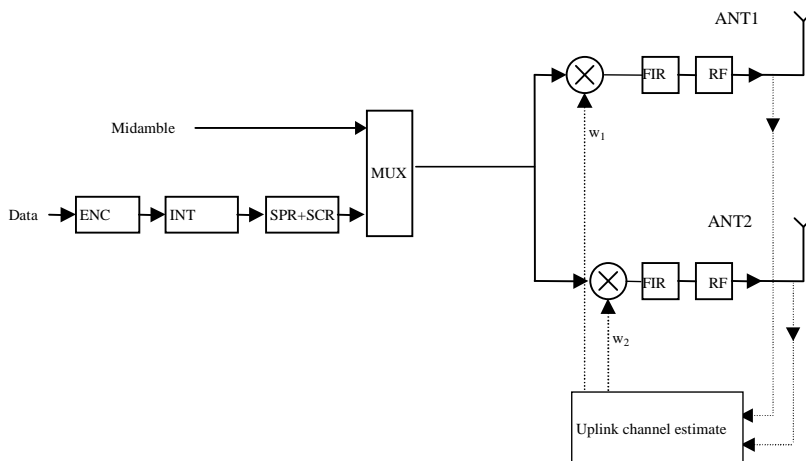 ANT1
FIR
RF
Midamble
w1
MUX
Data
ENC
INT
SPR+SCR
ANT2
FIR
RF
w2
Uplink channel estimate